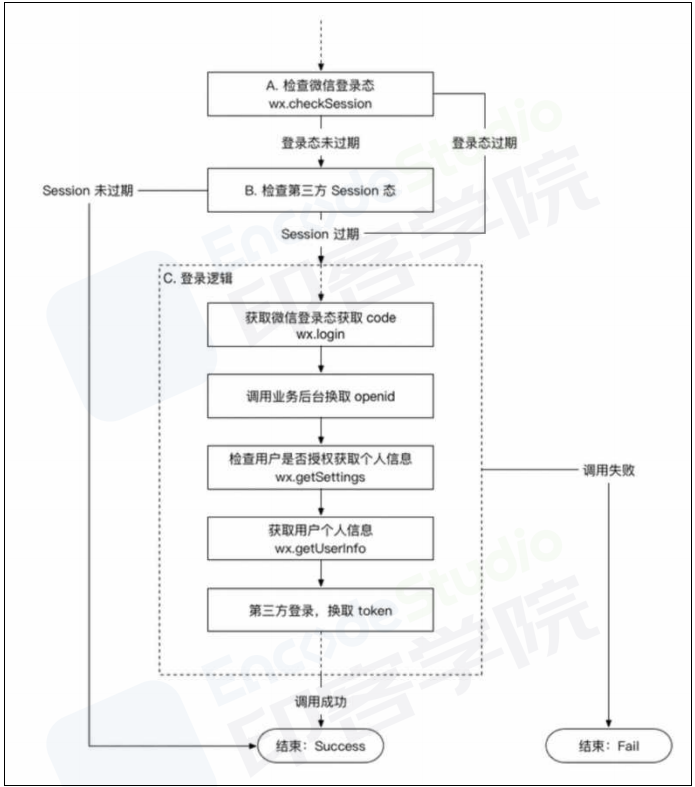 A. 检查微信登录态
wx.checkSession
登录态未过期
登录态过期
Session 未过期
B. 检查第三方 Session 态
Session 过期
C. 登录逻辑
获取微信登录态获取 code
wx.login
调用业务后台换取 openid
检查用户是否授权获取个人信息
wx.getSettings
调用失败
获取用户个人信息
wx.getUserInfo
第三方登录，换取 token
调用成功
结束：Success
结束：Fail
EncodeStudio
印客学院
EncodeStudio
印客学院